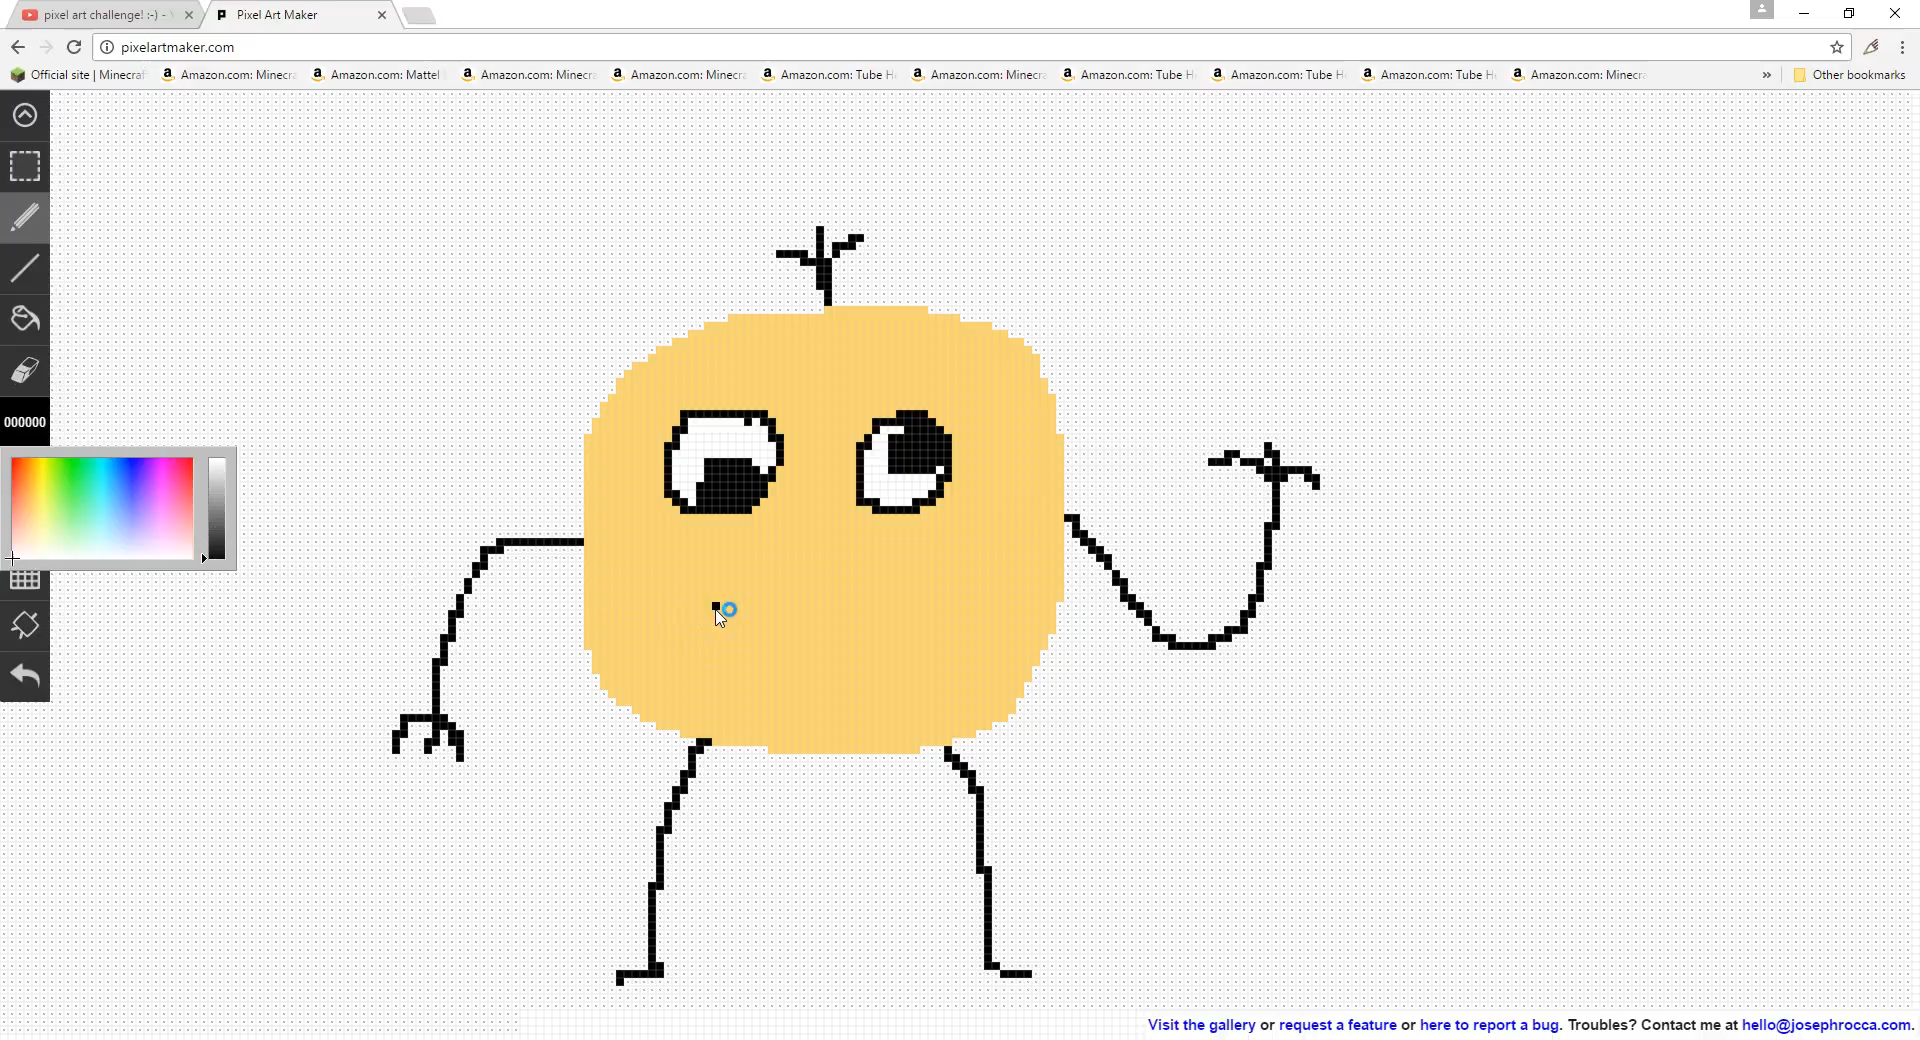 pixel art challenge! :-) - Y
Pixel Art Maker
pixelartmaker.com
Official site | Minecraf
Amazon.com: Minecra
Amazon.com: Mattel
Amazon.com: Minecra
Amazon.com: Minecra
Amazon.com: Tube H
Amazon.com: Minecra
Amazon.com: Tube H
Amazon.com: Tube H
Amazon.com: Tube H
Amazon.com: Minecra
»
Other bookmarks
000000
Visit the gallery or request a feature or here to report a bug. Troubles? Contact me at hello@josephrocca.com.